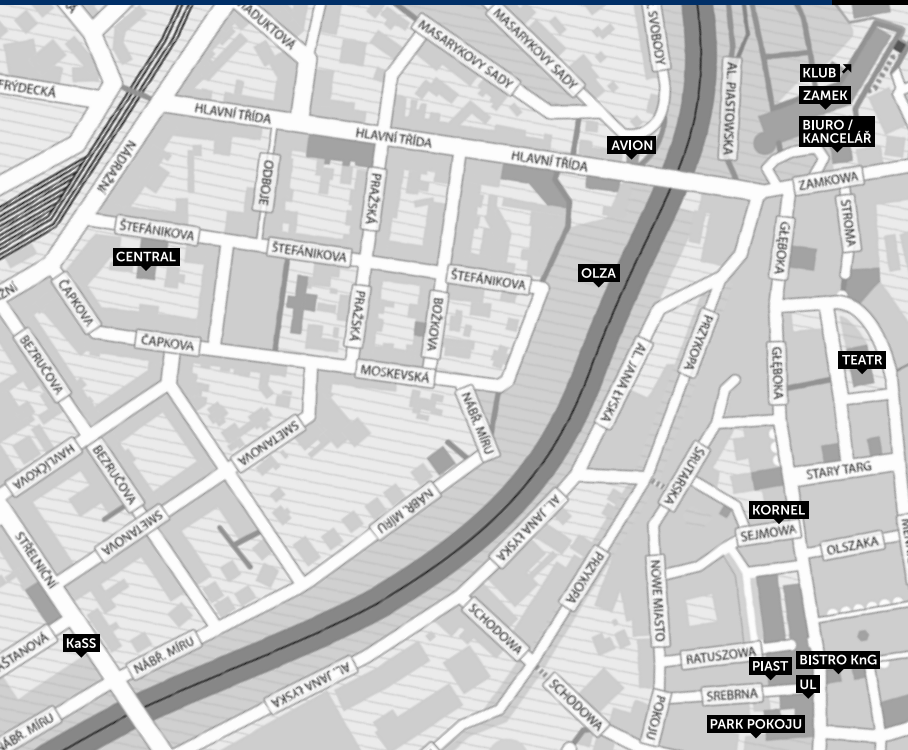 VIADUKTOVA
MASARYKOVY SADY
MASARYKOVY SADY
SVOBODY
AL. PIASTOWSKA
KLUB
ZAMEK
BIURO /
KANCELÁŘ
FRÝDECKÁ
HLAVNÍ TŘÍDA
HLAVNÍ TŘÍDA
HLAVNÍ TŘÍDA
AVION
NÁDRAŽNÍ
ODBOJE
PRAŽSKÁ
ZAMKOWA
STROMA
GŁĘBOKA
ŠTEFÁNIKOVA
ŠTEFÁNIKOVA
ŠTEFÁNIKOVA
CENTRAL
OLZA
ŽNÍ
ČAPKOVA
PRAŽSKÁ
BOŽKOVA
PRZYKOPA
ČAPKOVA
BEZRUČOVA
MOSKEVSKÁ
AL. JANA ŁYSKA
GŁĘBOKA
TEATR
NÁBŘ. MÍRU
SMETANOVA
HAVLÍČKOVA
BEZRUČOVA
ŚRUTARSKA
STARY TARG
NÁBŘ. MÍRU
AL. JANA ŁYSKA
KORNEL
SEJMOWA
OLSZAKA
SMETANOVA
STŘELNIČNÍ
PRZYKOPA
NOWE MIASTO
MENN
SCHODOWA
AŠTANOVÁ
KaSS
NÁBŘ. MÍRU
RATUSZOWA
PIAST
BISTRO KnG
UL
AL. JANA ŁYSKA
SCHODOWA
SREBRNA
POKOJU
PARK POKOJU
NÁBŘ. MÍRU